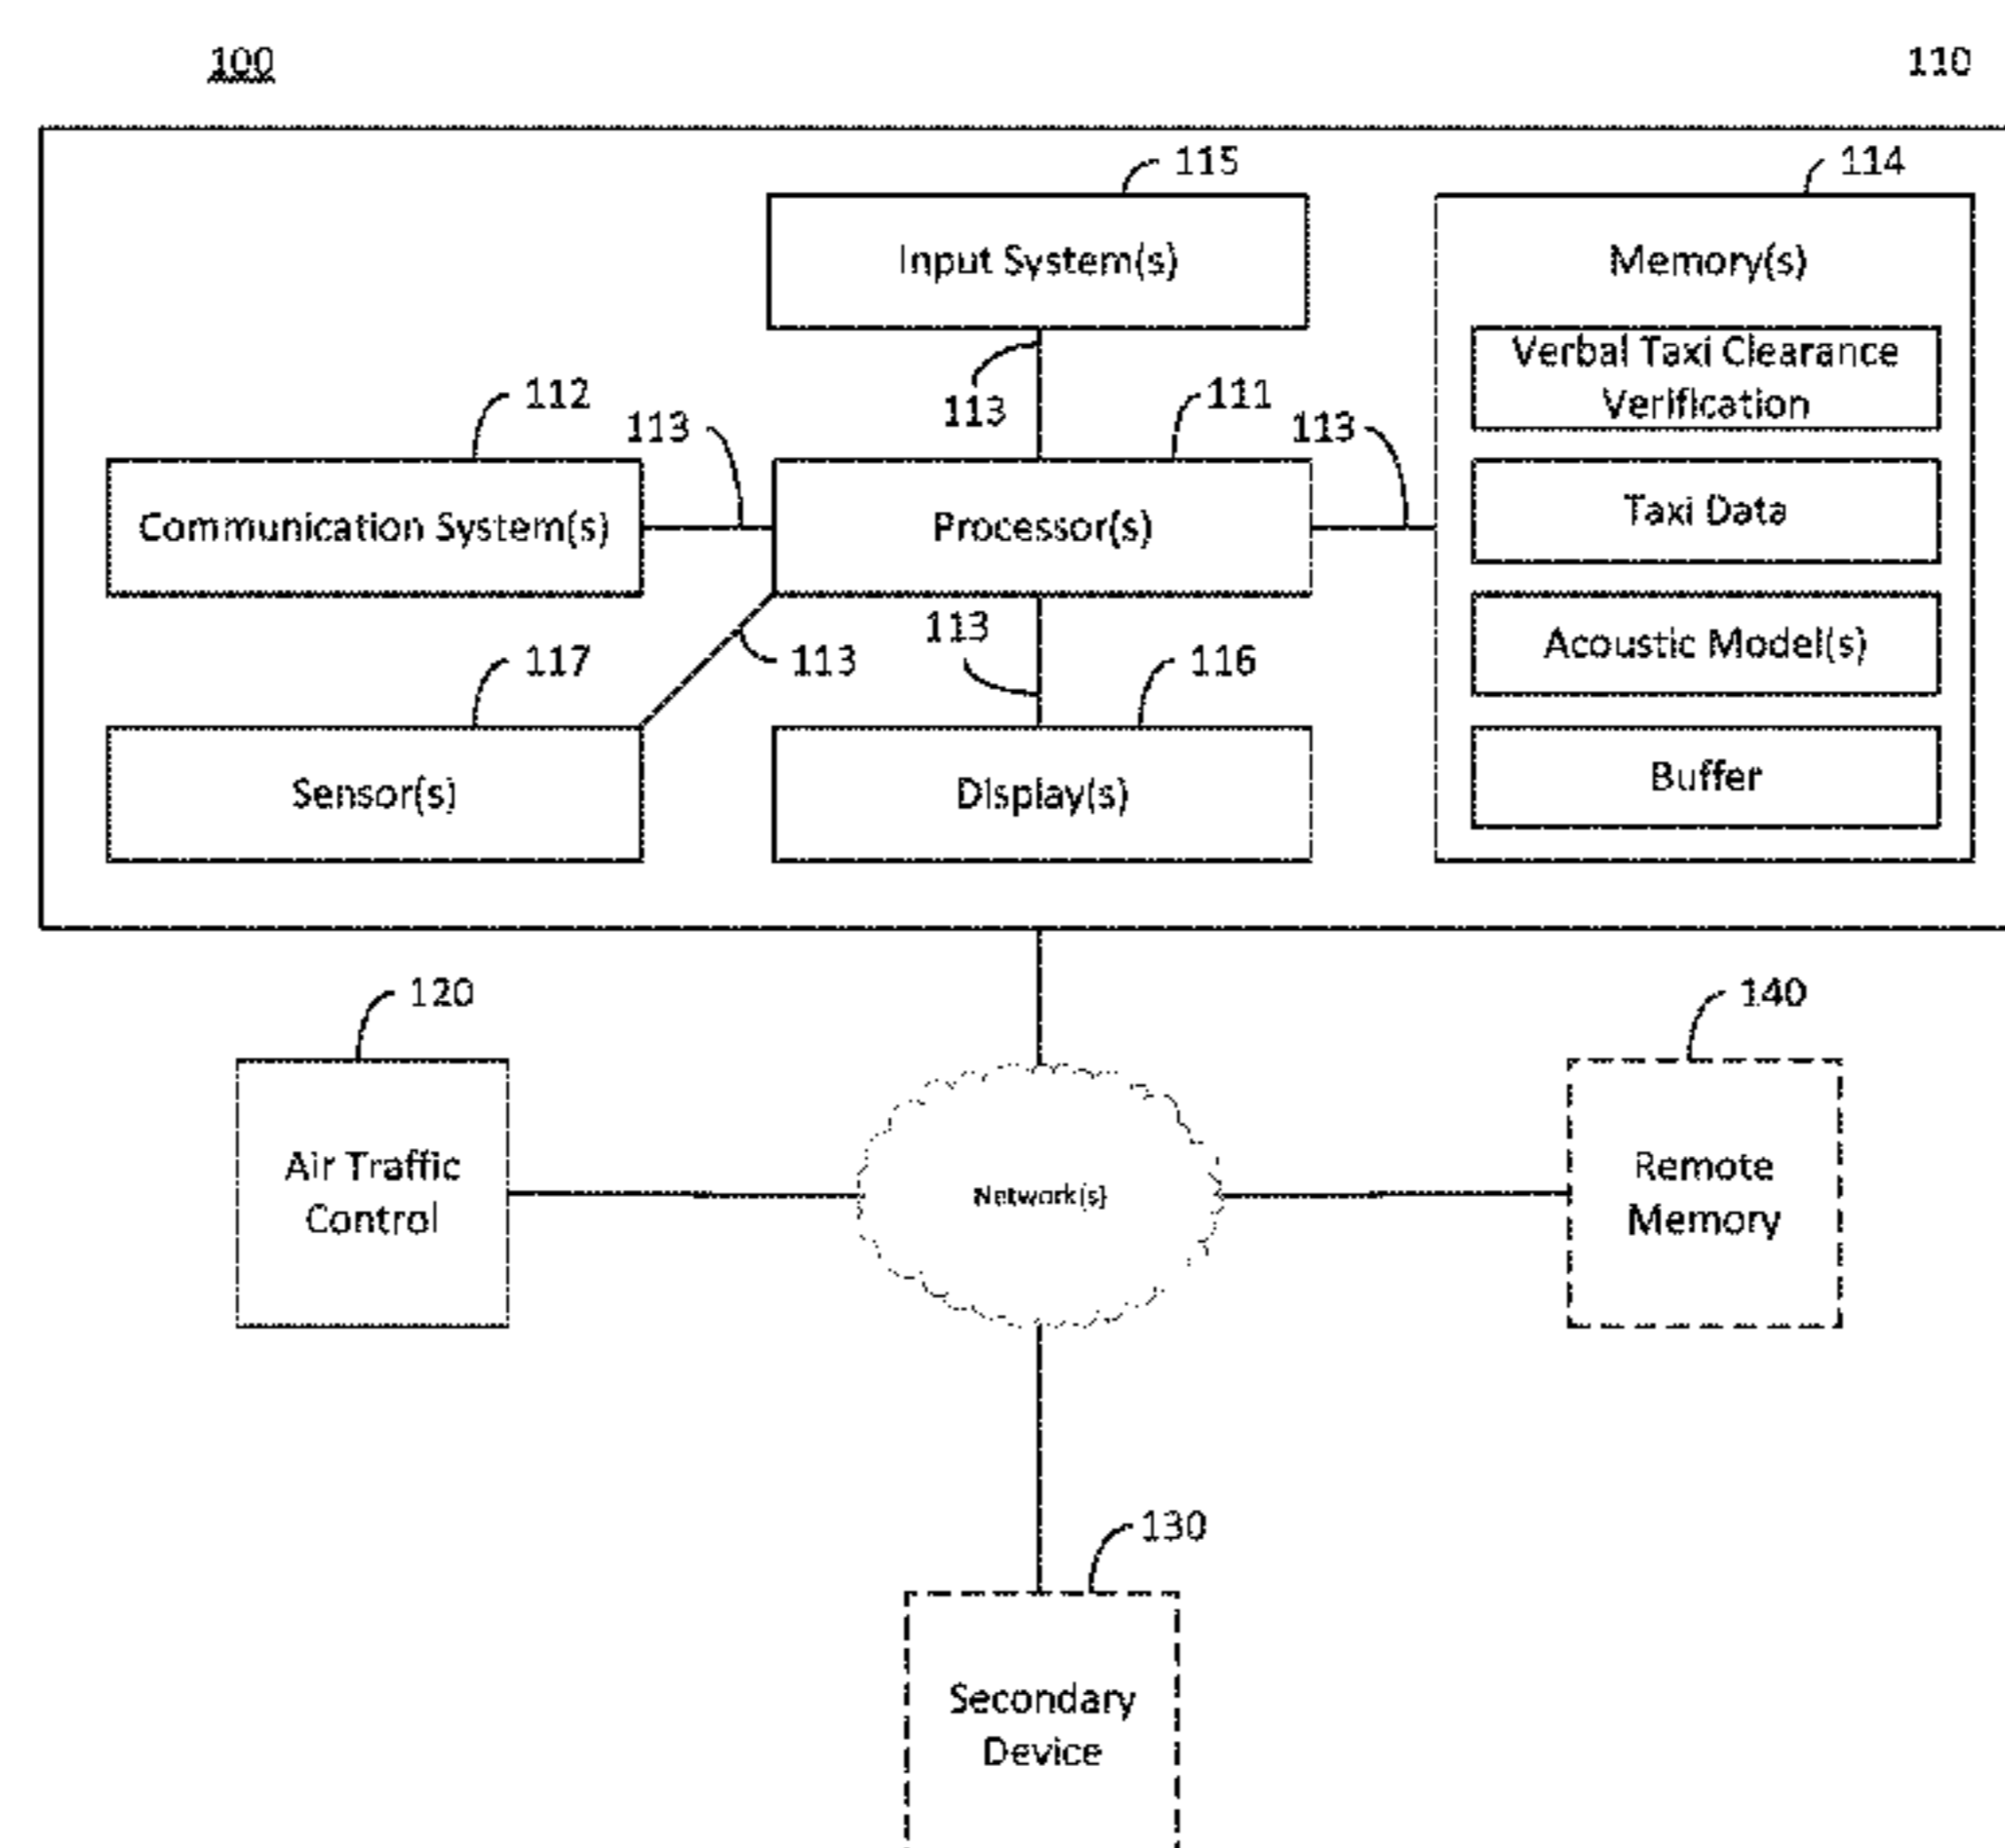 100
110
115
114
Input System(s)
Memory(s)
Verbal Taxi Clearance
Verification
113
112
113
111
113
Communication System(s)
Processor(s)
Taxi Data
113
113
117
116
Acoustic Model(s)
Sensor(s)
Display(s)
Buffer
120
140
Air Traffic
Control
Network(s)
Remote
Memory
130
Secondary
Device